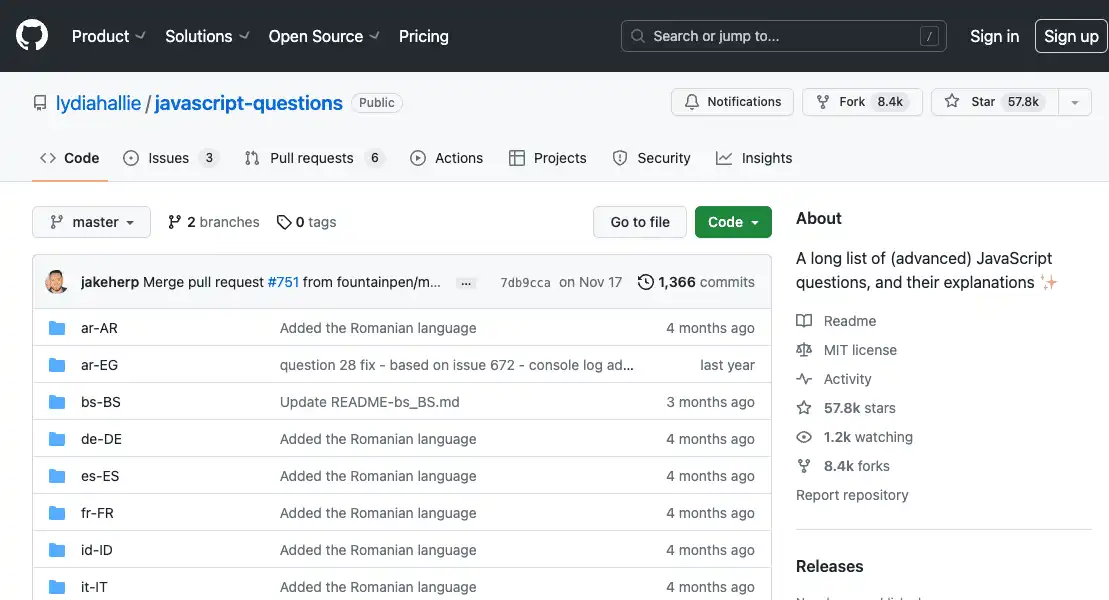 Product Solutions Open Source Pricing Search or jump to... / Sign in Sign up
lydiahallie / javascript-questions Public Notifications Fork 8.4k Star 57.8k
Code Issues 3 Pull requests 6 Actions Projects Security Insights
master 2 branches 0 tags Go to file Code
jakeherp Merge pull request #751 from fountainpen/m... ... 7db9cca on Nov 17 1,366 commits
ar-AR Added the Romanian language 4 months ago
ar-EG question 28 fix - based on issue 672 - console log ad... last year
bs-BS Update README-bs_BS.md 3 months ago
de-DE Added the Romanian language 4 months ago
es-ES Added the Romanian language 4 months ago
fr-FR Added the Romanian language 4 months ago
id-ID Added the Romanian language 4 months ago
it-IT Added the Romanian language 4 months ago
About
A long list of (advanced) JavaScript
questions, and their explanations ✨
Readme
MIT license
Activity
57.8k stars
1.2k watching
8.4k forks
Report repository
Releases